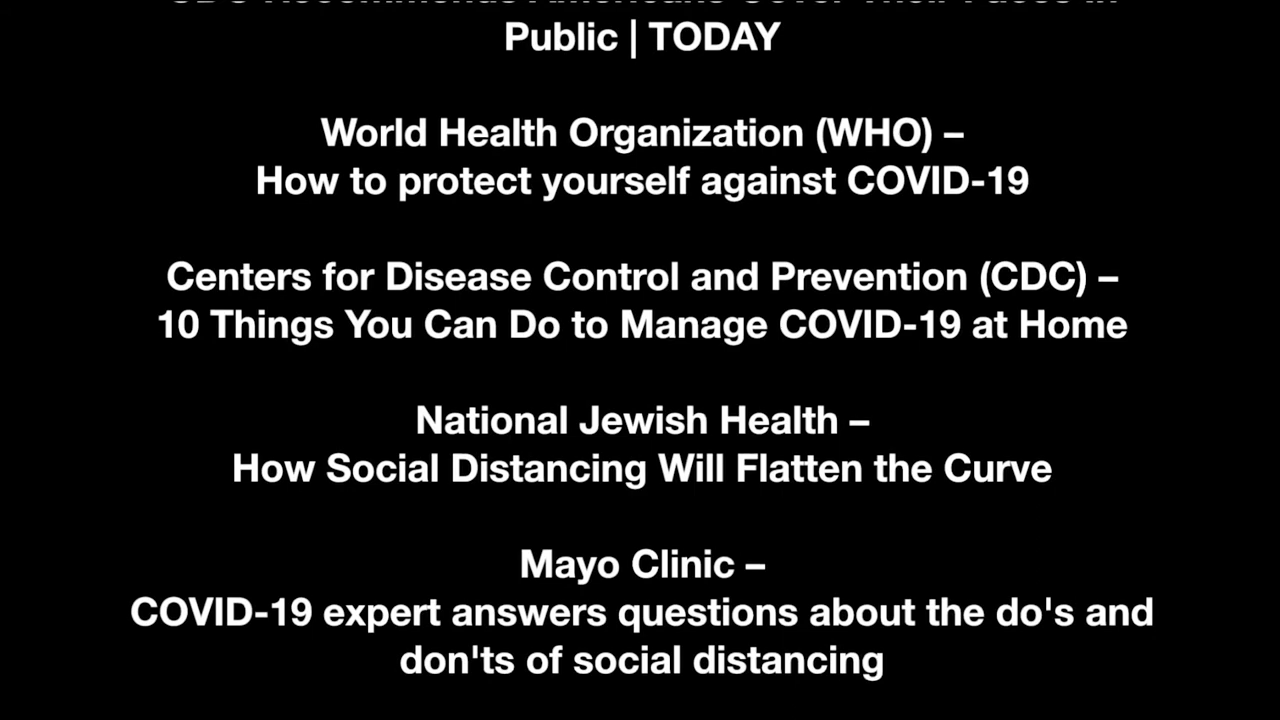 Public | TODAY
World Health Organization (WHO) –
How to protect yourself against COVID-19
Centers for Disease Control and Prevention (CDC) –
10 Things You Can Do to Manage COVID-19 at Home
National Jewish Health –
How Social Distancing Will Flatten the Curve
Mayo Clinic –
COVID-19 expert answers questions about the do's and
don'ts of social distancing